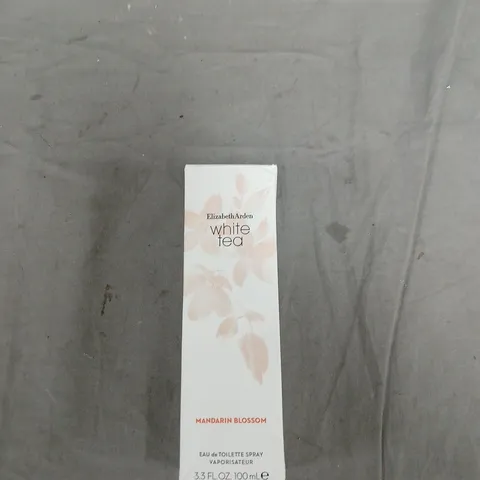 ElizabethArden
white
tea
MANDARIN BLOSSOM
EAU de TOILETTE SPRAY
VAPORISATEUR
3.3 FL.OZ. 100 mL ℮